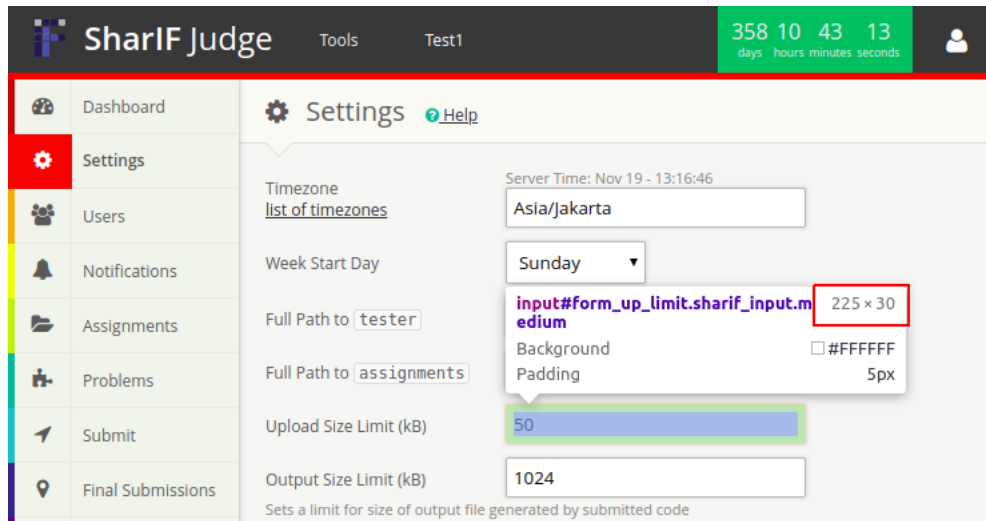 SharIF Judge Tools Test1 358 10 43 13
days hours minutes seconds
Dashboard
Settings
Users
Notifications
Assignments
Problems
Submit
Final Submissions
Settings Help
Server Time: Nov 19 - 13:16:46
Timezone
list of timezones
Asia/Jakarta
Week Start Day Sunday
input#form_up_limit.sharif_input.m 225 × 30
edium
Background #FFFFFF
Padding 5px
Full Path to tester
Full Path to assignments
Upload Size Limit (kB) 50
Output Size Limit (kB) 1024
Sets a limit for size of output file generated by submitted code